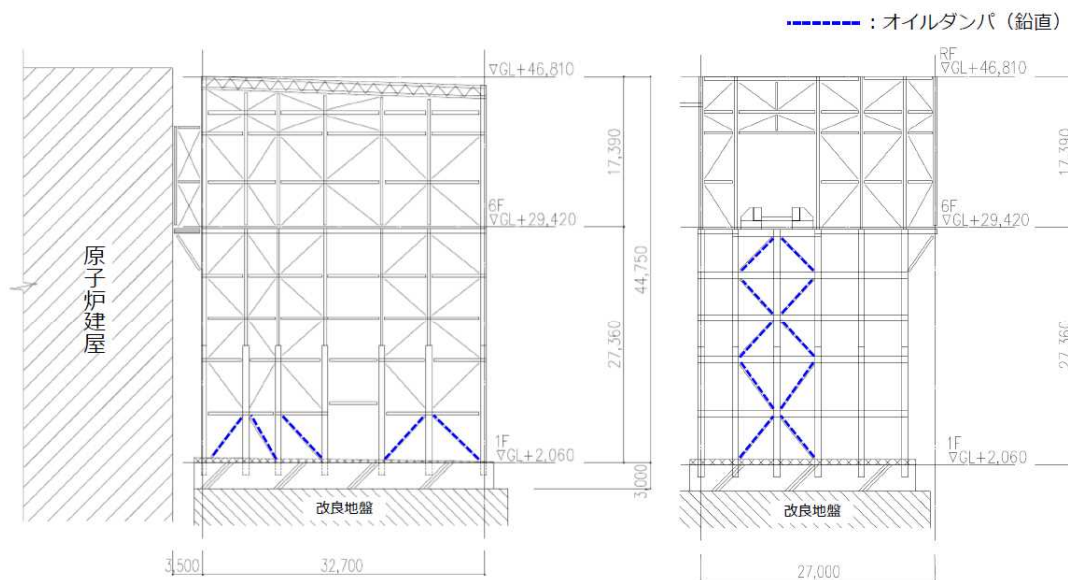 ：オイルダンパ（鉛直）
▽GL+46,810
17,390
6F
▽GL+29,420
44,750
27,360
1F
▽GL+2,060
3,000
原子炉建屋
改良地盤
3,500
32,700
RF
▽GL+46,810
17,390
6F
▽GL+29,420
27,360
1F
▽GL+2,060
改良地盤
27,000